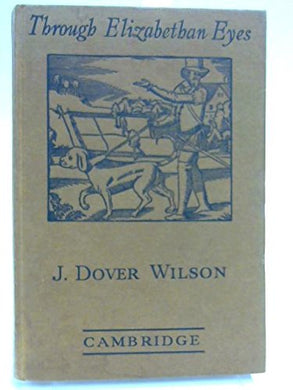 Through Elizabethan Eyes
J. DOVER WILSON
CAMBRIDGE